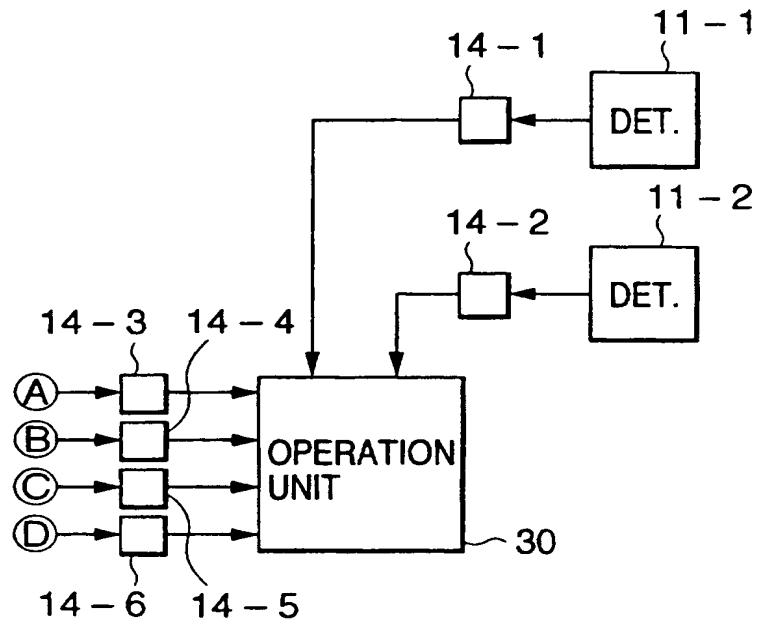 14-1
11-1
DET.
14-2
11-2
DET.
14-3
14-4
A
B
C
D
OPERATION
UNIT
30
14-6
14-5